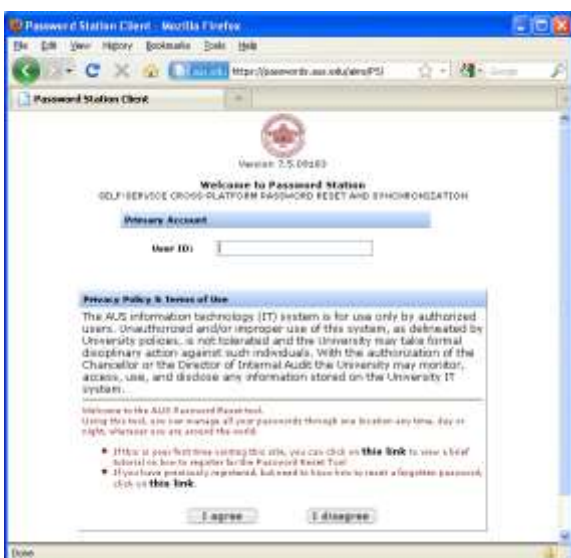 Password Station Client - Mozilla Firefox
File Edit View History Bookmarks Tools Help
aus.edu https://passwords.aus.edu/alms/PS/
Password Station Client
Version 7.5.00103
Welcome to Password Station
SELF-SERVICE CROSS-PLATFORM PASSWORD RESET AND SYNCHRONIZATION
Primary Account
User ID:
Privacy Policy & Terms of Use
The AUS information technology (IT) system is for use only by authorized
users. Unauthorized and/or improper use of this system, as delineated by
University policies, is not tolerated and the University may take formal
disciplinary action against such individuals. With the authorization of the
Chancellor or the Director of Internal Audit the University may monitor,
access, use, and disclose any information stored on the University IT
system.
Welcome to the AUS Password Reset tool.
Using this tool, you can manage all your passwords through one location any time, day or
night, wherever you are around the world.
If this is your first time visiting this site, you can click on this link to view a brief
tutorial on how to register for the Password Reset Tool
If you have previously registered, but need to know how to reset a forgotten password,
click on this link.
I agree I disagree
Done